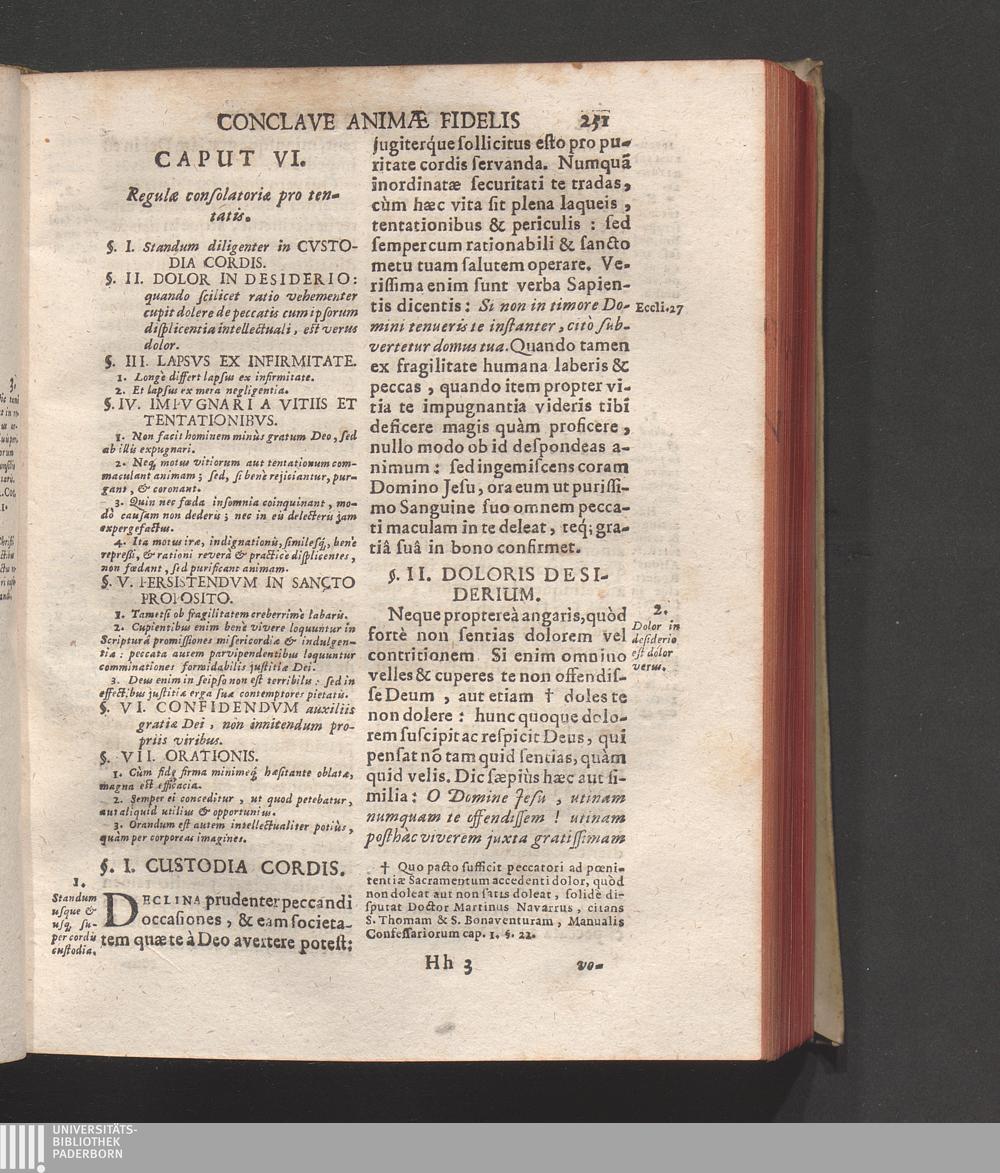 CONCLAVE ANIMÆ FIDELIS 251
CAPUT VI.
Regulæ conſolatoriæ pro ten-
tatis.
§. I. Standum diligenter in CVSTO-
DIA CORDIS.
§. II. DOLOR IN DESIDERIO:
quando ſcilicet ratio vehementer
cupit dolere de peccatis cum ipſorum
diſplicentia intellectuali, eſt verus
dolor.
§. III. LAPSVS EX INFIRMITATE.
1. Longè differt lapſus ex infirmitate.
2. Et lapſus ex mera negligentia.
§. IV. IMPVGNARI A VITIIS ET
TENTATIONIBVS.
1. Non facit hominem minùs gratum Deo, ſed
ab illis expugnari.
2. Neq; motus vitiorum aut tentationum com-
maculant animam; ſed, ſi benè rejiciantur, pur-
gant, & coronant.
3. Quin nec fœda inſomnia coinquinant, mo-
dò cauſam non dederis; nec in eis delecteris jam
expergefactus.
4. Ita motus iræ, indignationis, ſimileſq;, benè
repreſſi, & rationi reverà & practicè diſplicentes,
non fœdant, ſed purificant animam.
§. V. PERSISTENDVM IN SANCTO
PROPOSITO.
1. Tametſi ob fragilitatem creberrimè labaris.
2. Cupientibus enim benè vivere loquuntur in
Scripturâ promiſſiones miſericordiæ & indulgen-
tiæ: peccata autem parvipendentibus loquuntur
comminationes formidabilis juſtitiæ Dei.
3. Deus enim in ſeipſo non eſt terribilis: ſed in
effectibus juſtitiæ erga ſuæ contemptores pietatis.
§. VI. CONFIDENDVM auxiliis
gratiæ Dei, non innitendum pro-
priis viribus.
§. VII. ORATIONIS.
1. Cùm fide firma minimeq́; hæſitante oblatæ,
magna eſt efficacia.
2. Semper ei conceditur, ut quod petebatur,
aut aliquid utilius & opportunius.
3. Orandum eſt autem intellectualiter potiùs,
quàm per corporeas imagines.
§. I. CUSTODIA CORDIS.
1.
Standum
uſque &
uſq; ſu-
per cordis
cuſtodia.
DECLINA prudenter peccandi
occaſiones, & eam ſocieta-
tem quæ te à Deo avertere poteſt;
jugiterque ſollicitus eſto pro pu-
ritate cordis ſervanda. Numquã
inordinatæ ſecuritati te tradas,
cùm hæc vita ſit plena laqueis,
tentationibus & periculis: ſed
ſemper cum rationabili & ſancto
metu tuam ſalutem operare. Ve-
riſſima enim ſunt verba Sapien-
tis dicentis: Si non in timore Do-
mini tenueris te inſtanter, citò ſub-
vertetur domus tua. Quando tamen
ex fragilitate humana laberis &
peccas, quando item propter vi-
tia te impugnantia videris tibi
deficere magis quàm proficere,
nullo modo ob id deſpondeas a-
nimum: ſed ingemiſcens coram
Domino Jeſu, ora eum ut puriſſi-
mo Sanguine ſuo omnem pecca-
ti maculam in te deleat, teq; gra-
tiâ ſuâ in bono confirmet.
Eccli.27
§. II. DOLORIS DESI-
DERIUM.
Neque proptereà angaris, quòd
fortè non ſentias dolorem vel
contritionem Si enim omnino
velles & cuperes te non offendiſ-
ſe Deum, aut etiam † doles te
non dolere: hunc quoque dolo-
rem ſuſcipit ac reſpicit Deus, qui
penſat nõ tam quid ſentias, quàm
quid velis. Dic ſæpiùs hæc aut ſi-
milia: O Domine Jeſu, utinam
numquam te offendiſſem! utinam
poſthàc viverem juxta gratiſſimam
2.
Dolor in
deſiderio
eſt dolor
verus.
† Quo pacto ſufficit peccatori ad pœni-
tentiæ Sacramentum accedenti dolor, quòd
non doleat aut non ſatis doleat, ſolidè di-
ſputat Doctor Martinus Navarrus, citans
S. Thomam & S. Bonaventuram, Manualis
Confeſſariorum cap. 1. §. 22.
Hh 3 vo-
UNIVERSITÄTS-
BIBLIOTHEK
PADERBORN